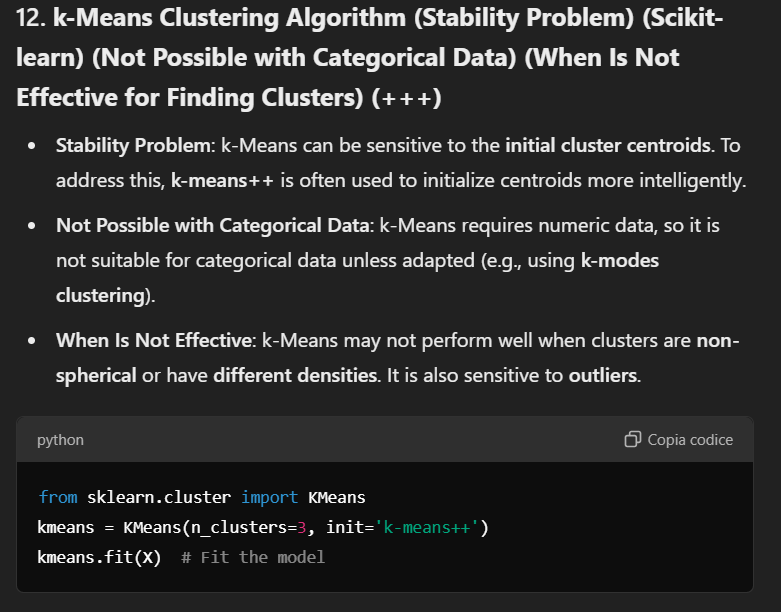 12. k-Means Clustering Algorithm (Stability Problem) (Scikit-
learn) (Not Possible with Categorical Data) (When Is Not
Effective for Finding Clusters) (+++)
• Stability Problem: k-Means can be sensitive to the initial cluster centroids. To
address this, k-means++ is often used to initialize centroids more intelligently.
• Not Possible with Categorical Data: k-Means requires numeric data, so it is
not suitable for categorical data unless adapted (e.g., using k-modes
clustering).
• When Is Not Effective: k-Means may not perform well when clusters are non-
spherical or have different densities. It is also sensitive to outliers.
python Copia codice
from sklearn.cluster import KMeans
kmeans = KMeans(n_clusters=3, init='k-means++')
kmeans.fit(X)  # Fit the model